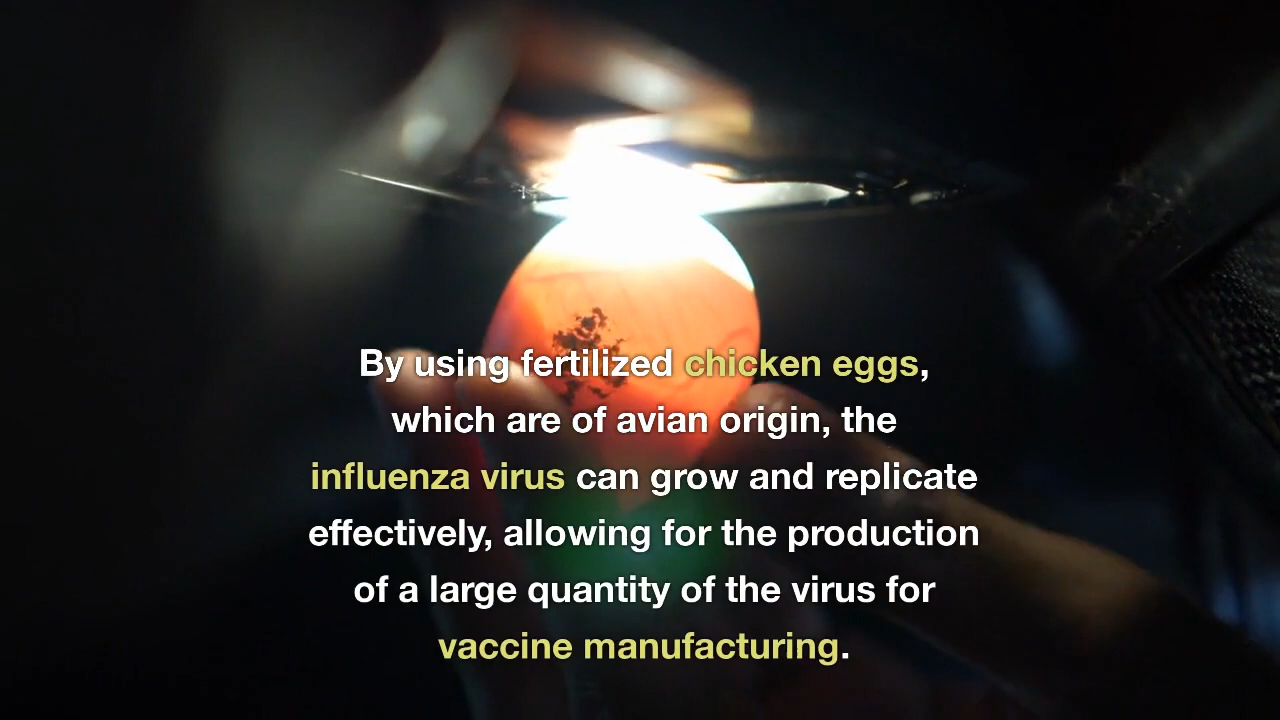 By using fertilized chicken eggs,
which are of avian origin, the
influenza virus can grow and replicate
effectively, allowing for the production
of a large quantity of the virus for
vaccine manufacturing.